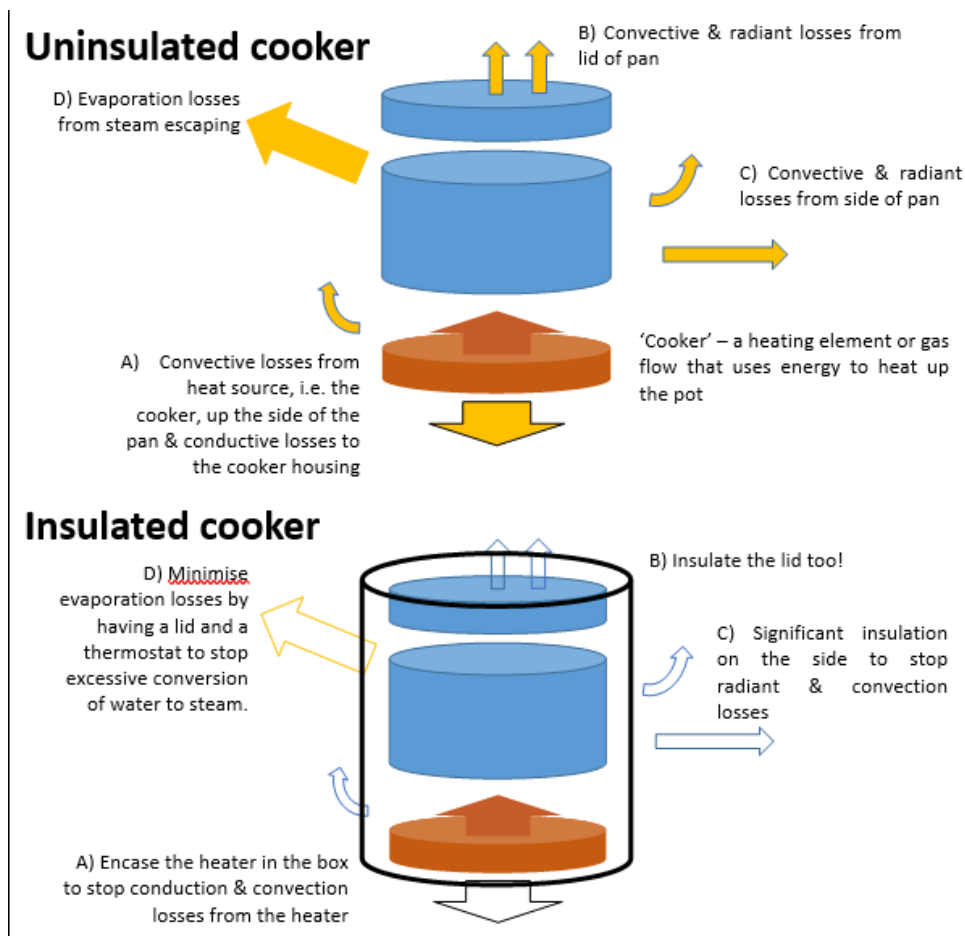 Uninsulated cooker
B) Convective & radiant losses from
lid of pan
D) Evaporation losses
from steam escaping
C) Convective & radiant
losses from side of pan
A) Convective losses from
heat source, i.e. the
cooker, up the side of the
pan & conductive losses to
the cooker housing
‘Cooker’ – a heating element or gas
flow that uses energy to heat up
the pot
Insulated cooker
D) Minimise
evaporation losses by
having a lid and a
thermostat to stop
excessive conversion
of water to steam.
B) Insulate the lid too!
C) Significant insulation
on the side to stop
radiant & convection
losses
A) Encase the heater in the box
to stop conduction & convection
losses from the heater